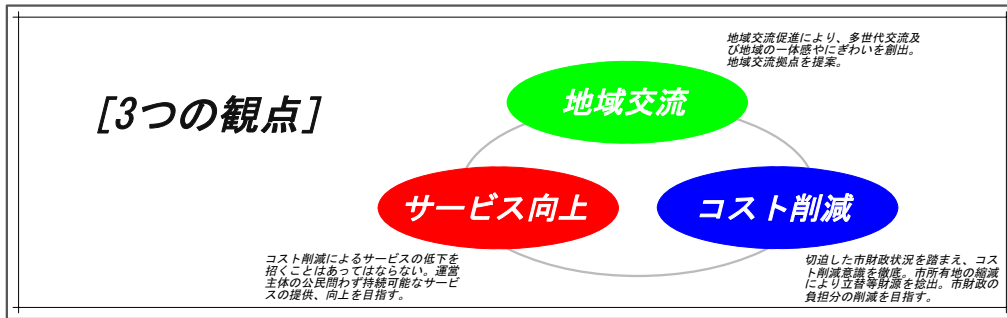 [3つの観点]
地域交流促進により、多世代交流及
び地域の一体感やにぎわいを創出。
地域交流拠点を提案。
地域交流
サービス向上
コスト削減
コスト削減によるサービスの低下を
招くことはあってはならない。運営
主体の公民問わず持続可能なサービ
スの提供、向上を目指す。
切迫した市財政状況を踏まえ、コス
ト削減意識を徹底。市所有地の縮減
により立替等財源を捻出。市財政の
負担分の削減を目指す。